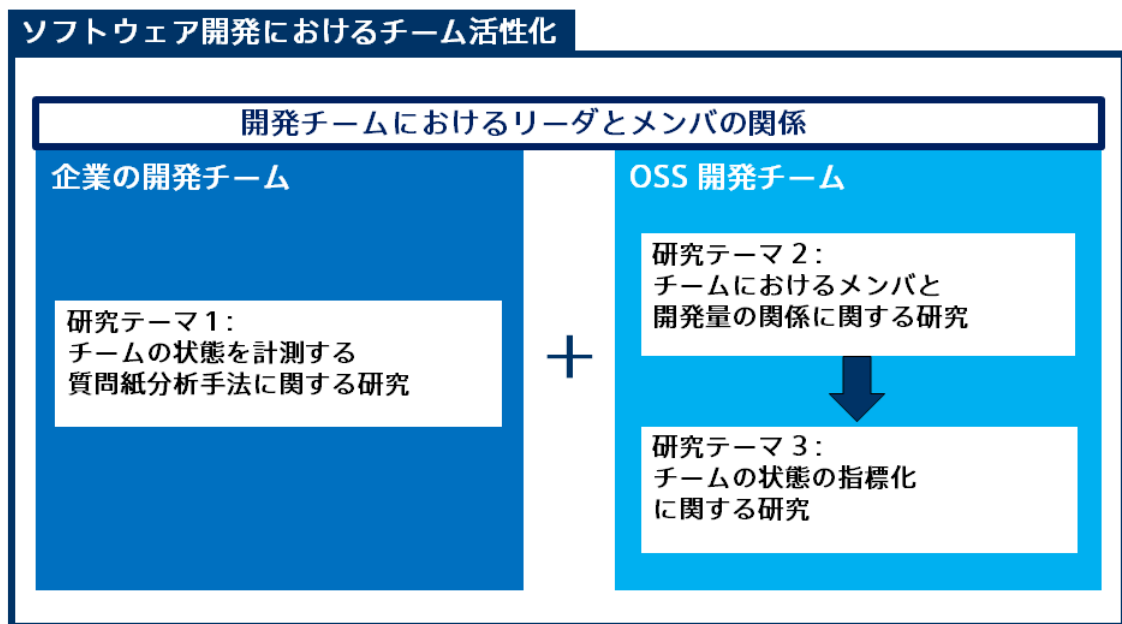 ソフトウェア開発におけるチーム活性化
開発チームにおけるリーダとメンバの関係
企業の開発チーム
研究テーマ 1 :
チームの状態を計測する
質問紙分析手法に関する研究
+
OSS 開発チーム
研究テーマ 2 :
チームにおけるメンバと
開発量の関係に関する研究
研究テーマ 3 :
チームの状態の指標化
に関する研究